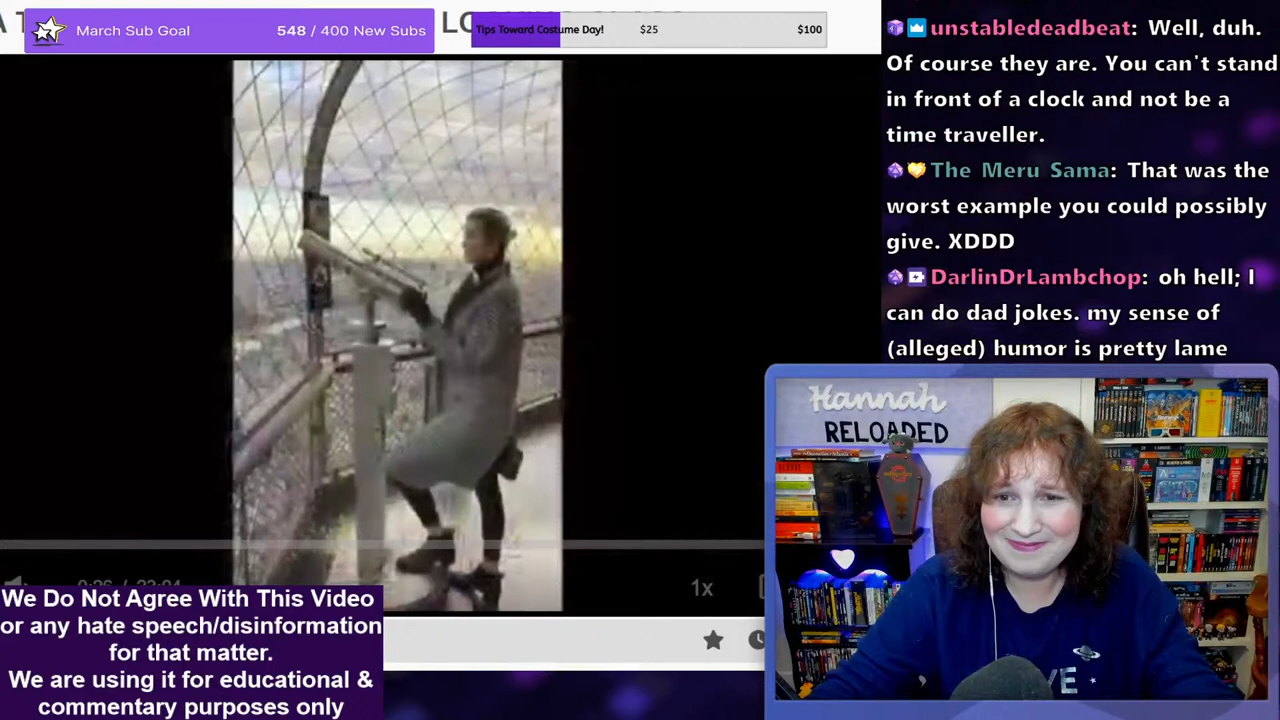 March Sub Goal
548 / 400 New Subs
Tips Toward Costume Day!
$25
$100
unstabledeadbeat: Well, duh.
Of course they are. You can't stand
in front of a clock and not be a
time traveller.
The Meru Sama: That was the
worst example you could possibly
give. XDDD
DarlinDrLambchop: oh hell; I
can do dad jokes. my sense of
(alleged) humor is pretty lame
Hannah
RELOADED
0:26 / 23:04
1x
We Do Not Agree With This Video
or any hate speech/disinformation
for that matter.
We are using it for educational &
commentary purposes only